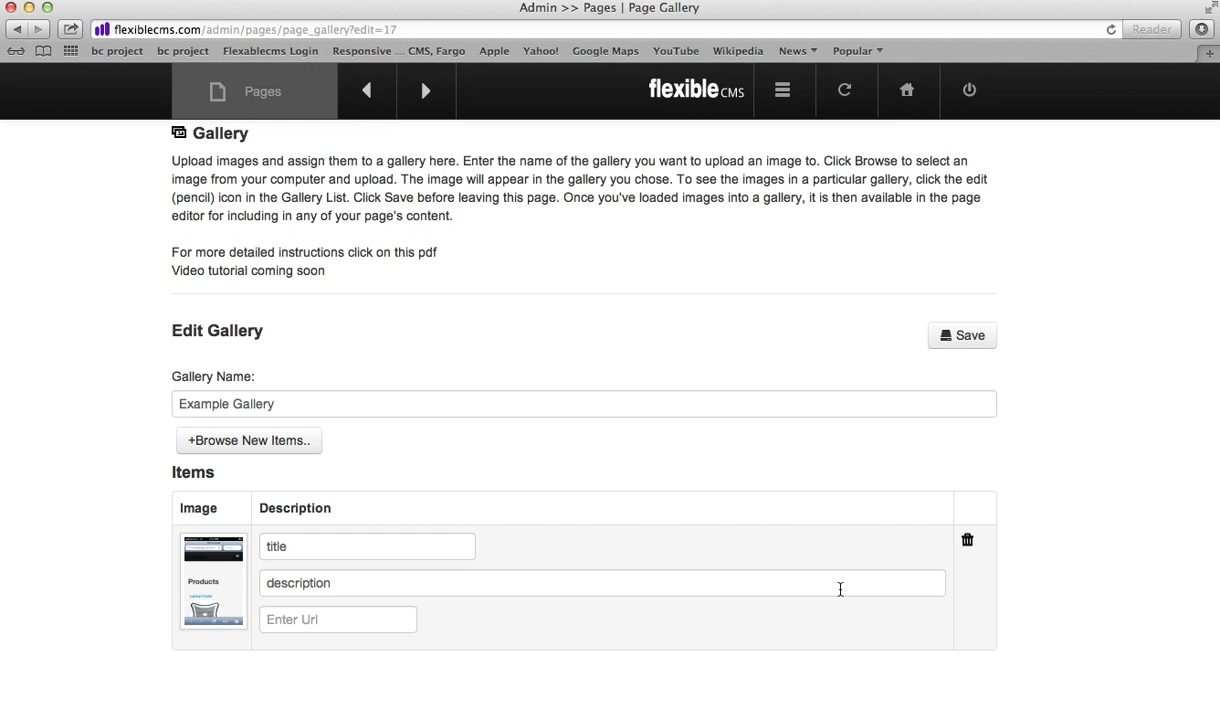 Admin >> Pages | Page Gallery
flexiblecms.com/admin/pages/page_gallery?edit=17
Reader
bc project bc project Flexablecms Login Responsive ... CMS, Fargo Apple Yahoo! Google Maps YouTube Wikipedia News Popular
Pages
flexible CMS
Gallery
Upload images and assign them to a gallery here. Enter the name of the gallery you want to upload an image to. Click Browse to select an
image from your computer and upload. The image will appear in the gallery you chose. To see the images in a particular gallery, click the edit
(pencil) icon in the Gallery List. Click Save before leaving this page. Once you've loaded images into a gallery, it is then available in the page
editor for including in any of your page's content.
For more detailed instructions click on this pdf
Video tutorial coming soon
Edit Gallery
Save
Gallery Name:
Example Gallery
+Browse New Items..
Items
Image Description
title
Products
description
Enter Url